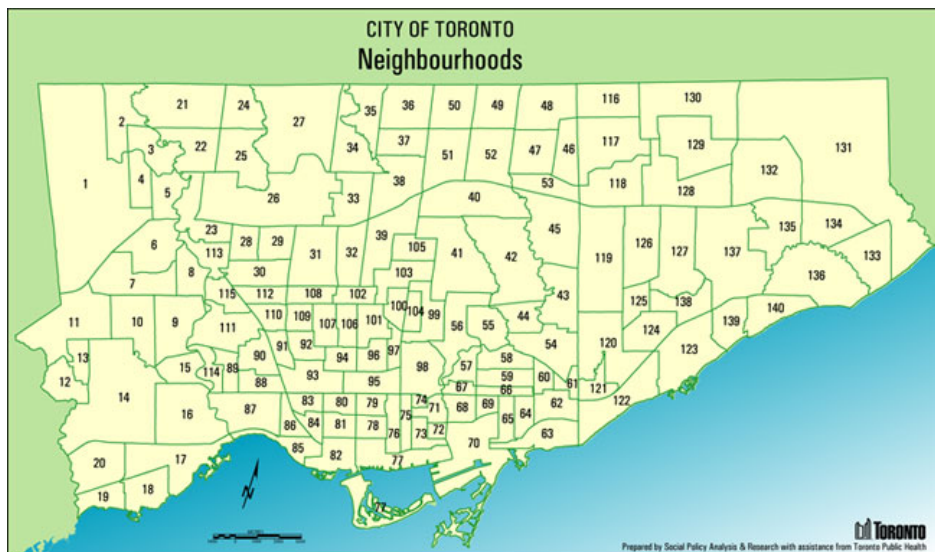 CITY OF TORONTO
Neighbourhoods
35 36 50 49 48 116 130
2 21 24 27
3 22 25 34 37 51 52 47 46 117 129
1 4 5 26 33 38 40 53 118 128 132 131
23 28 29 31 32 39 105 41 42 45 119 126 127 137 135 134 133
6 113 30 103 136
7 8 115 112 108 102 100 104 99 43 125 138
11 10 9 111 110 109 107 106 101 56 55 44 124 139 140
13 91 92 94 96 97 98 54 120 123
12 14 15 114 89 90 93 95 57 58 59 60 61 121 122
88 67 66 62
16 87 83 80 79 74 71 68 69 65 64
86 84 81 78 75 76 73 72 70 63
20 17 85 82 77
19 18
N
77
TORONTO
Prepared by Social Policy Analysis & Research with assistance from Toronto Public Health